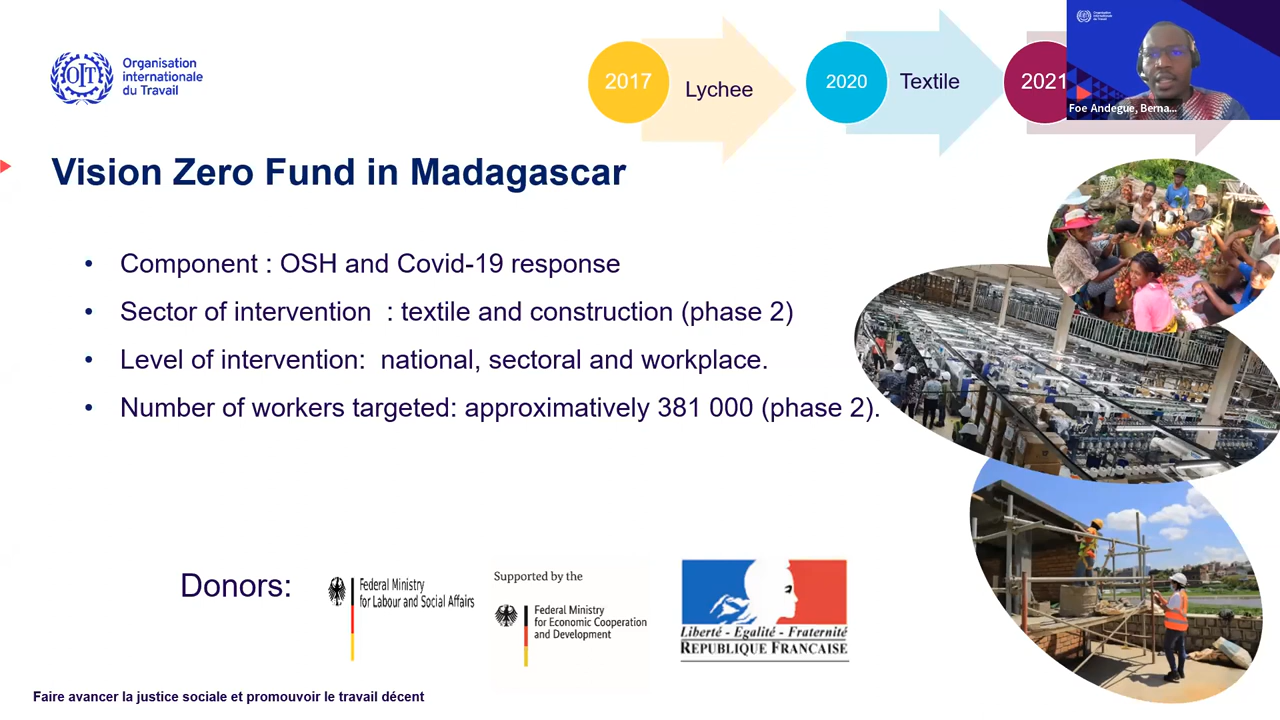 OIT
Organisation
internationale
du Travail
2017
Lychee
2020
Textile
2021
Foe Andegue, Berna...
Vision Zero Fund in Madagascar
• Component : OSH and Covid-19 response
• Sector of intervention  : textile and construction (phase 2)
• Level of intervention:  national, sectoral and workplace.
• Number of workers targeted: approximatively 381 000 (phase 2).
Donors:
Federal Ministry
for Labour and Social Affairs
Supported by the
Federal Ministry
for Economic Cooperation
and Development
Liberté - Egalité - Fraternité
REPUBLIQUE FRANÇAISE
Faire avancer la justice sociale et promouvoir le travail décent